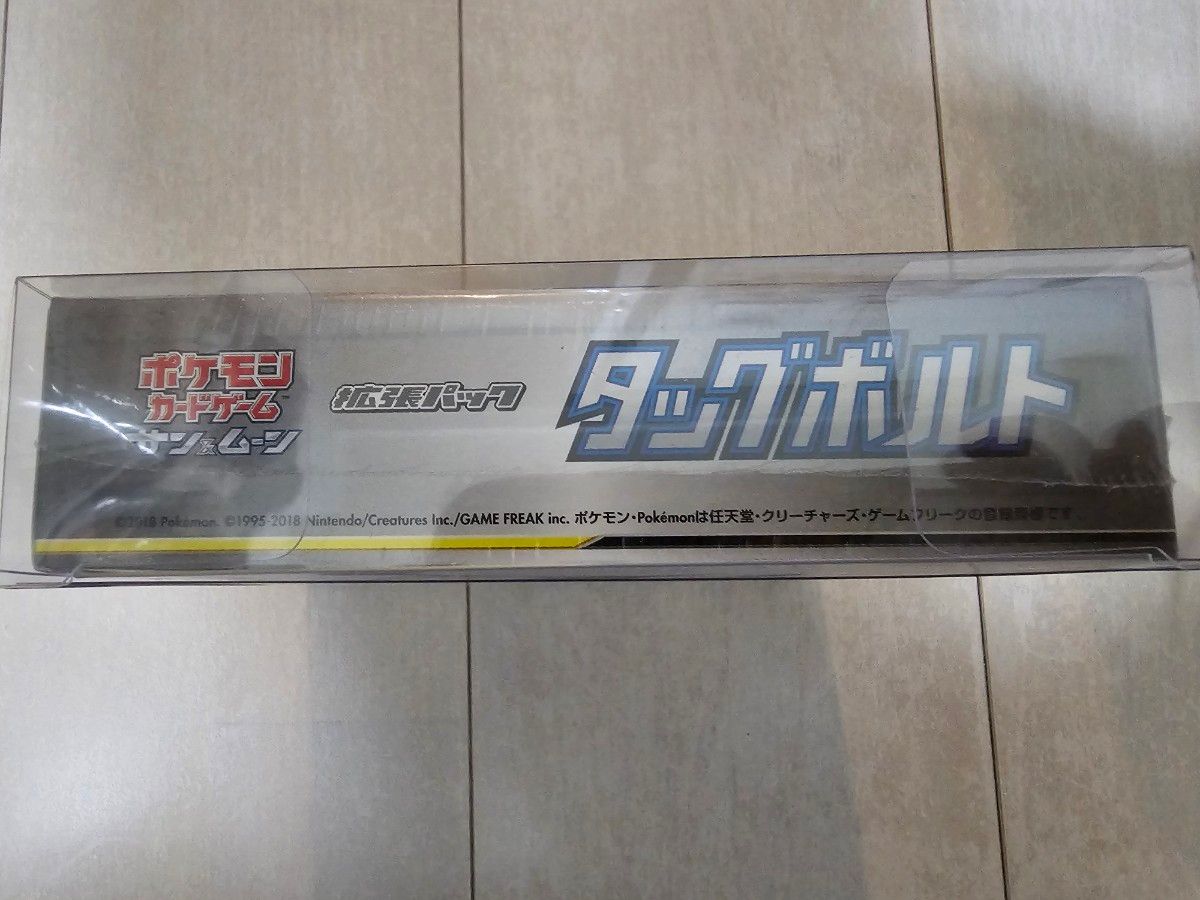 ポケモン
カードゲーム™
サン&ムーン
拡張パック
タッグボルト
©2018 Pokémon. ©1995-2018 Nintendo/Creatures Inc./GAME FREAK inc. ポケモン・Pokémonは任天堂・クリーチャーズ・ゲームフリークの登録商標です。